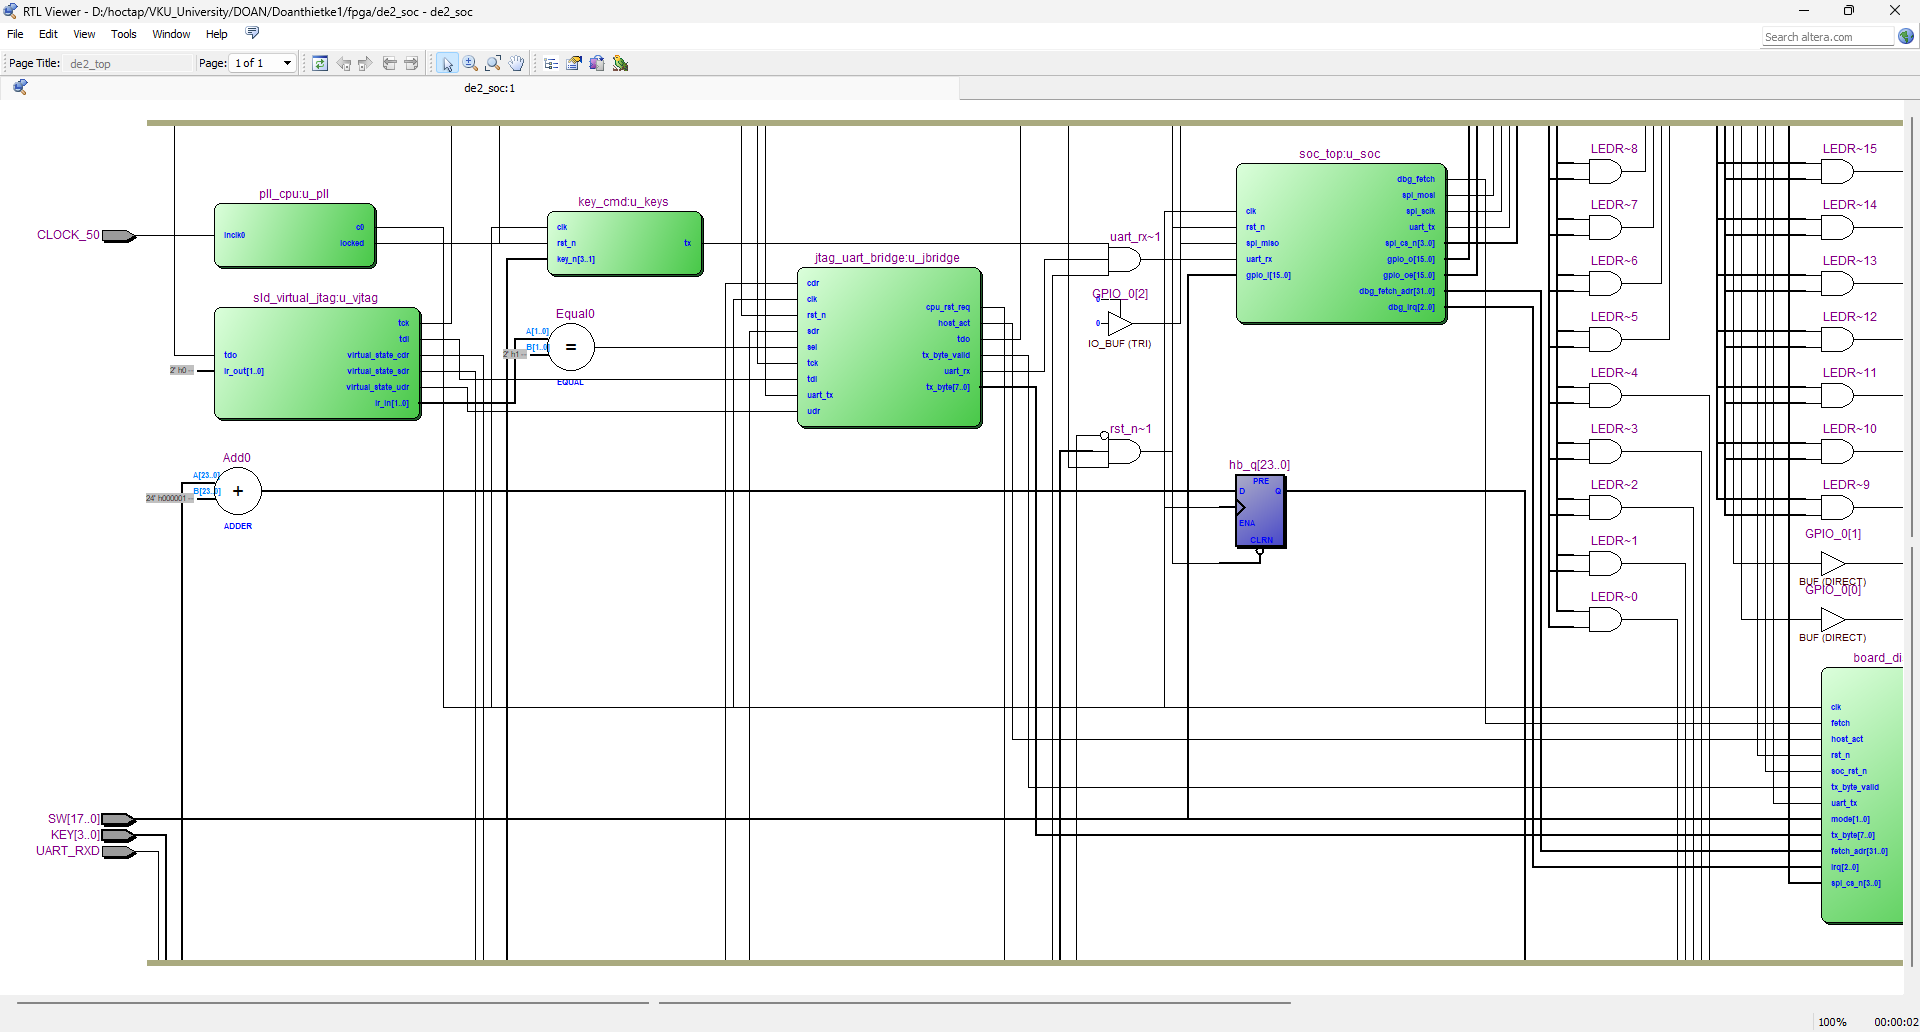 RTL Viewer - D:/hoctap/VKU_University/DOAN/Doanthietke1/fpga/de2_soc - de2_soc
File Edit View Tools Window Help
Search altera.com
Page Title: de2_top Page: 1 of 1
de2_soc:1
CLOCK_50
pll_cpu:u_pll
inclk0
c0
locked
sld_virtual_jtag:u_vjtag
tck
tdi
tdo
virtual_state_cdr
2' h0 --
ir_out[1..0]
virtual_state_sdr
virtual_state_udr
ir_in[1..0]
key_cmd:u_keys
clk
rst_n
tx
key_n[3..1]
Equal0
A[1..0]
B[1..0]
2' h1 --
=
EQUAL
Add0
A[23..0]
B[23..0]
24' h000001 --
+
ADDER
jtag_uart_bridge:u_jbridge
cdr
clk
rst_n
sdr
sel
tck
tdi
uart_tx
udr
cpu_rst_req
host_act
tdo
tx_byte_valid
uart_rx
tx_byte[7..0]
uart_rx~1
GPIO_0[2]
0
0
IO_BUF (TRI)
rst_n~1
hb_q[23..0]
PRE
D
Q
ENA
CLRN
soc_top:u_soc
clk
rst_n
spi_miso
uart_rx
gpio_i[15..0]
dbg_fetch
spi_mosi
spi_sclk
uart_tx
spi_cs_n[3..0]
gpio_o[15..0]
gpio_oe[15..0]
dbg_fetch_adr[31..0]
dbg_irq[2..0]
LEDR~8
LEDR~7
LEDR~6
LEDR~5
LEDR~4
LEDR~3
LEDR~2
LEDR~1
LEDR~0
LEDR~15
LEDR~14
LEDR~13
LEDR~12
LEDR~11
LEDR~10
LEDR~9
GPIO_0[1]
BUF (DIRECT)
GPIO_0[0]
BUF (DIRECT)
board_di
clk
fetch
host_act
rst_n
soc_rst_n
tx_byte_valid
uart_tx
mode[1..0]
tx_byte[7..0]
fetch_adr[31..0]
irq[2..0]
spi_cs_n[3..0]
SW[17..0]
KEY[3..0]
UART_RXD
100% 00:00:02